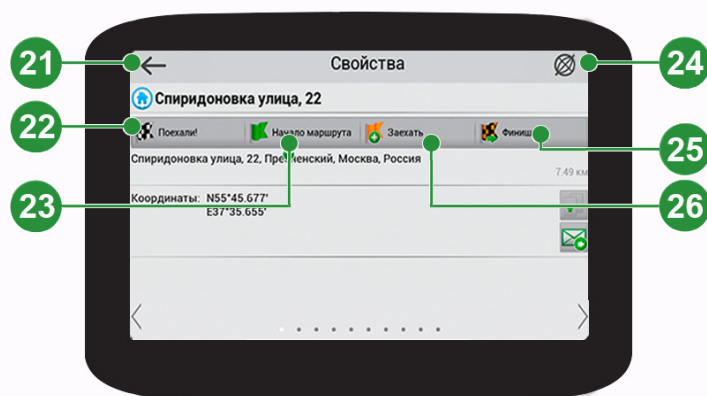 21
Свойства
24
Спиридоновка улица, 22
22
Поехали!
Начало маршрута
Заехать
Финиш
25
Спиридоновка улица, 22, Пресненский, Москва, Россия
7.49 км
23
Координаты: N55°45.677'
E37°35.655'
26